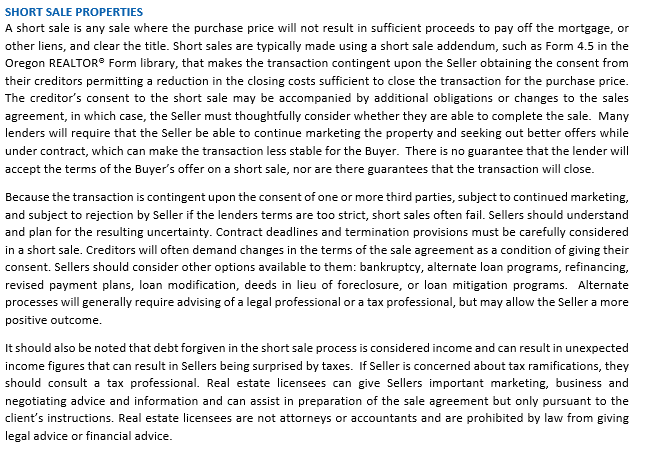 SHORT SALE PROPERTIES
A short sale is any sale where the purchase price will not result in sufficient proceeds to pay off the mortgage, or
other liens, and clear the title. Short sales are typically made using a short sale addendum, such as Form 4.5 in the
Oregon REALTOR® Form library, that makes the transaction contingent upon the Seller obtaining the consent from
their creditors permitting a reduction in the closing costs sufficient to close the transaction for the purchase price.
The creditor's consent to the short sale may be accompanied by additional obligations or changes to the sales
agreement, in which case, the Seller must thoughtfully consider whether they are able to complete the sale. Many
lenders will require that the Seller be able to continue marketing the property and seeking out better offers while
under contract, which can make the transaction less stable for the Buyer. There is no guarantee that the lender will
accept the terms of the Buyer's offer on a short sale, nor are there guarantees that the transaction will close.
Because the transaction is contingent upon the consent of one or more third parties, subject to continued marketing,
and subject to rejection by Seller if the lenders terms are too strict, short sales often fail. Sellers should understand
and plan for the resulting uncertainty. Contract deadlines and termination provisions must be carefully considered
in a short sale. Creditors will often demand changes in the terms of the sale agreement as a condition of giving their
consent. Sellers should consider other options available to them: bankruptcy, alternate loan programs, refinancing,
revised payment plans, loan modification, deeds in lieu of foreclosure, or loan mitigation programs. Alternate
processes will generally require advising of a legal professional or a tax professional, but may allow the Seller a more
positive outcome.
It should also be noted that debt forgiven in the short sale process is considered income and can result in unexpected
income figures that can result in Sellers being surprised by taxes. If Seller is concerned about tax ramifications, they
should consult a tax professional. Real estate licensees can give Sellers important marketing, business and
negotiating advice and information and can assist in preparation of the sale agreement but only pursuant to the
client's instructions. Real estate licensees are not attorneys or accountants and are prohibited by law from giving
legal advice or financial advice.